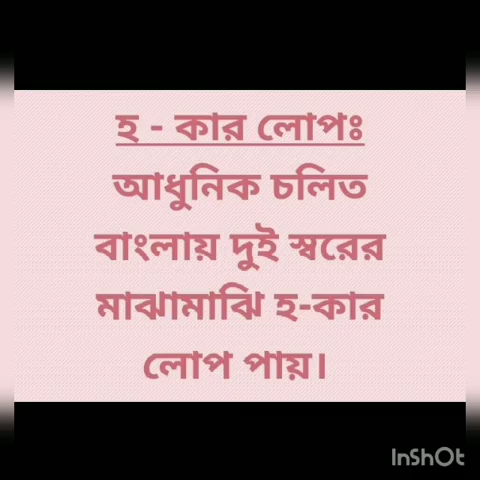 হ - কার লোপঃ
আধুনিক চলিত
বাংলায় দুই স্বরের
মাঝামাঝি হ-কার
লোপ পায়।
InShOt